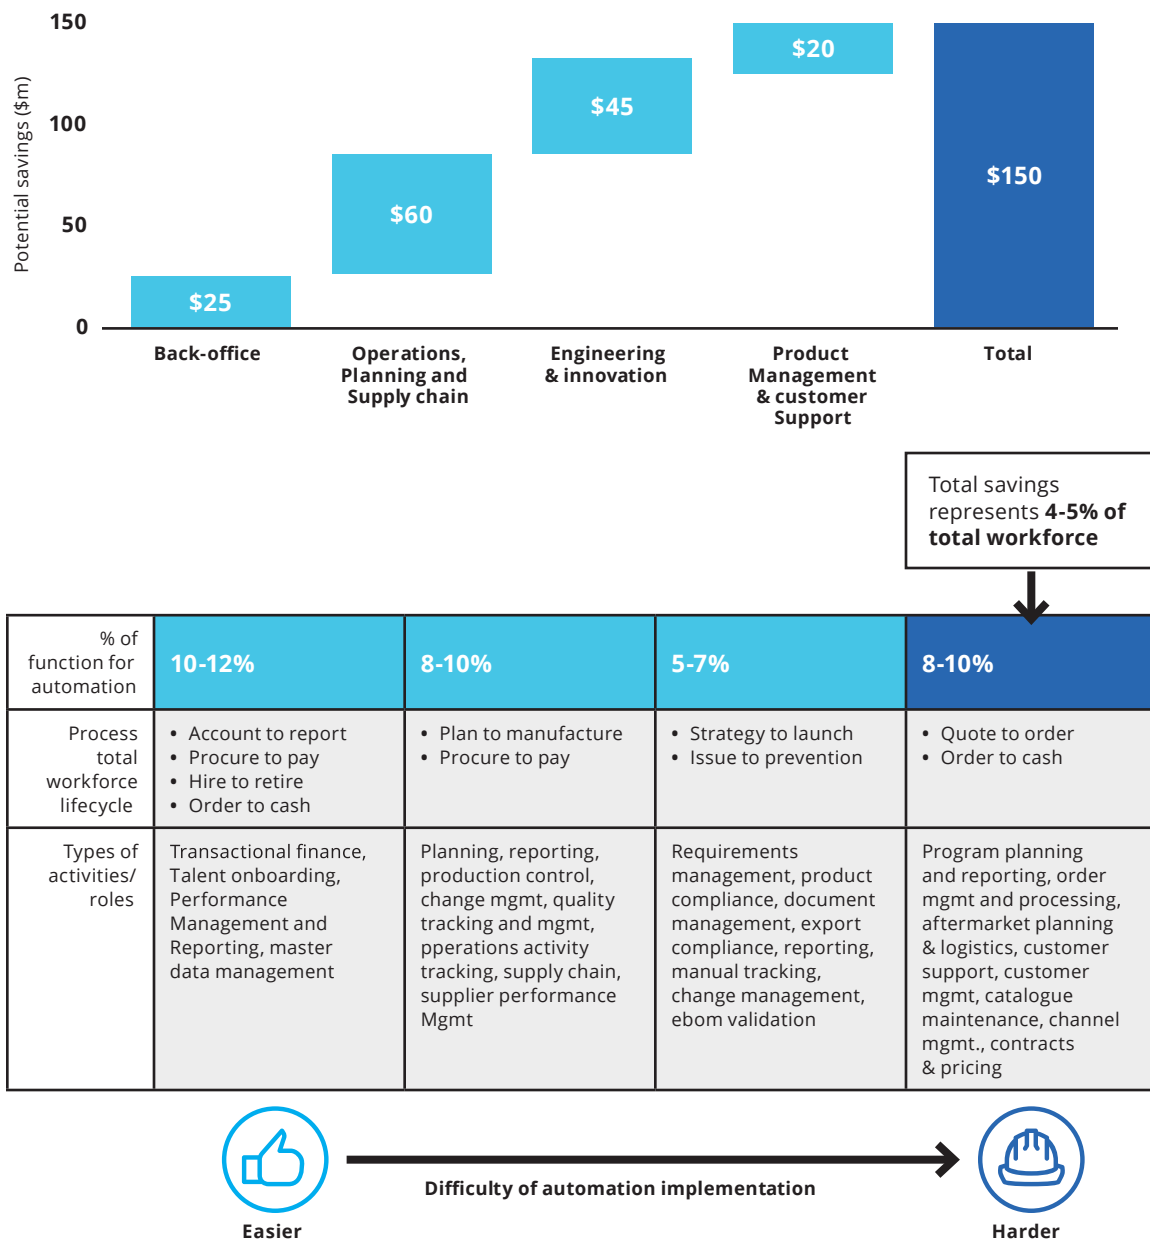 150
100
50
0
Potential savings ($m)
$25
$60
$45
$20
$150
Back-office
Operations,
Planning and
Supply chain
Engineering
& innovation
Product
Management
& customer
Support
Total
Total savings
represents 4-5% of
total workforce
% of
function for
automation
10-12%
8-10%
5-7%
8-10%
Process
total
workforce
lifecycle
• Account to report
• Procure to pay
• Hire to retire
• Order to cash
• Plan to manufacture
• Procure to pay
• Strategy to launch
• Issue to prevention
• Quote to order
• Order to cash
Types of
activities/
roles
Transactional finance,
Talent onboarding,
Performance
Management and
Reporting, master
data management
Planning, reporting,
production control,
change mgmt, quality
tracking and mgmt,
pperations activity
tracking, supply chain,
supplier performance
Mgmt
Requirements
management, product
compliance, document
management, export
compliance, reporting,
manual tracking,
change management,
ebom validation
Program planning
and reporting, order
mgmt and processing,
aftermarket planning
& logistics, customer
support, customer
mgmt, catalogue
maintenance, channel
mgmt., contracts
& pricing
Difficulty of automation implementation
Easier
Harder